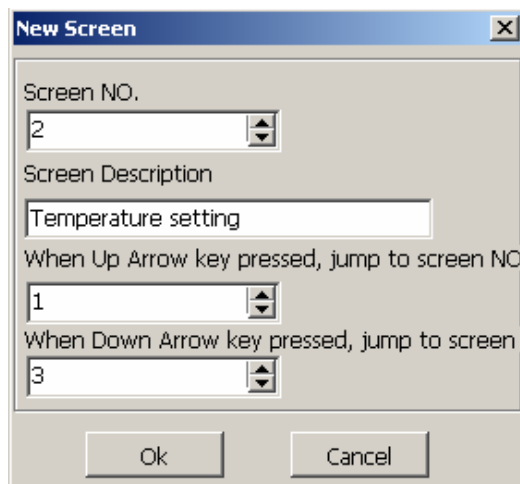 New Screen
Screen NO.
2
Screen Description
Temperature setting
When Up Arrow key pressed, jump to screen NO
1
When Down Arrow key pressed, jump to screen
3
Ok Cancel